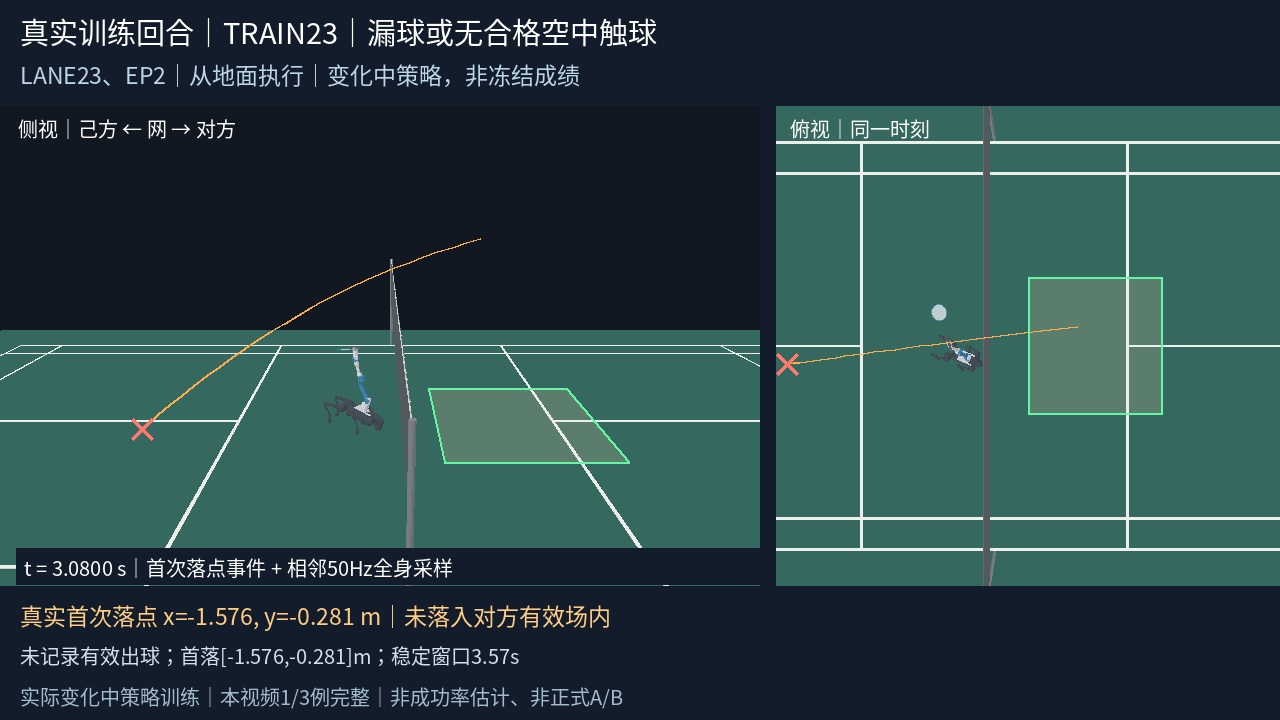 真实训练回合｜TRAIN23｜漏球或无合格空中触球
LANE23、EP2｜从地面执行｜变化中策略，非冻结成绩
侧视｜己方 ← 网 → 对方
俯视｜同一时刻
t = 3.0800 s｜首次落点事件 + 相邻50Hz全身采样
真实首次落点 x=-1.576, y=-0.281 m｜未落入对方有效场内
未记录有效出球；首落[-1.576,-0.281]m；稳定窗口3.57s
实际变化中策略训练｜本视频1/3例完整｜非成功率估计、非正式A/B